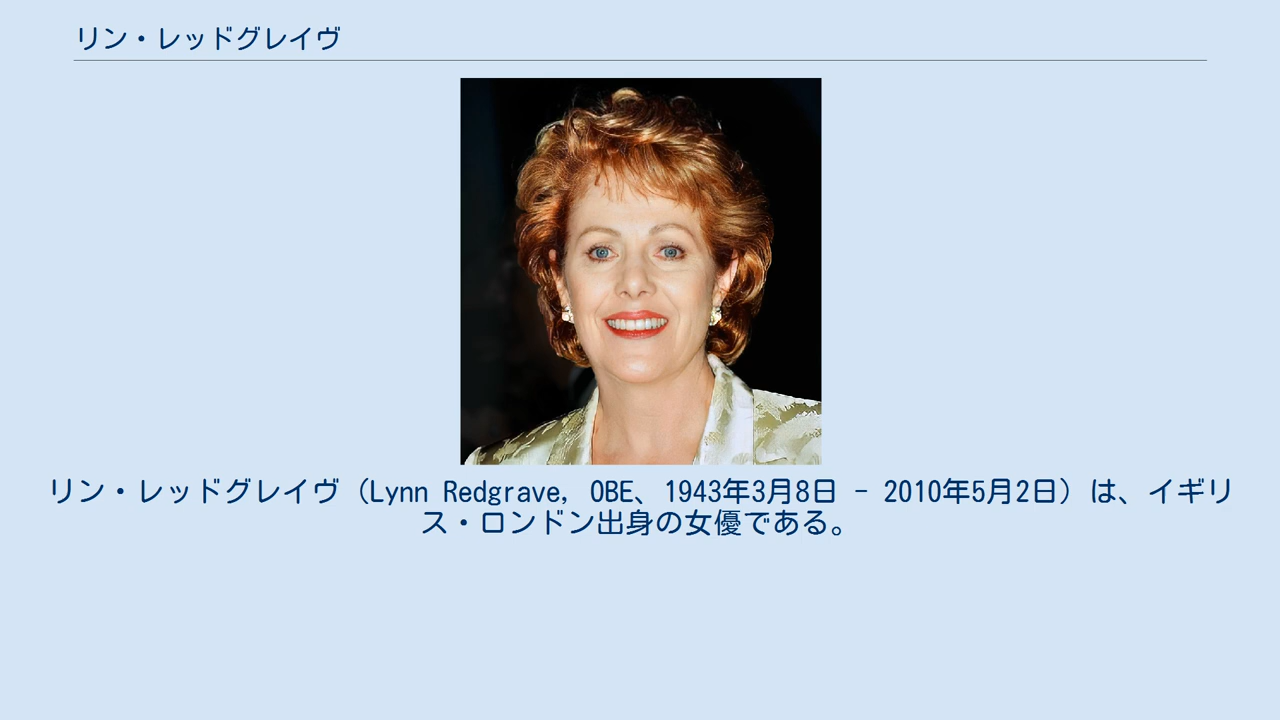 リン・レッドグレイヴ
リン・レッドグレイヴ（Lynn Redgrave, OBE、1943年3月8日 - 2010年5月2日）は、イギリ
ス・ロンドン出身の女優である。